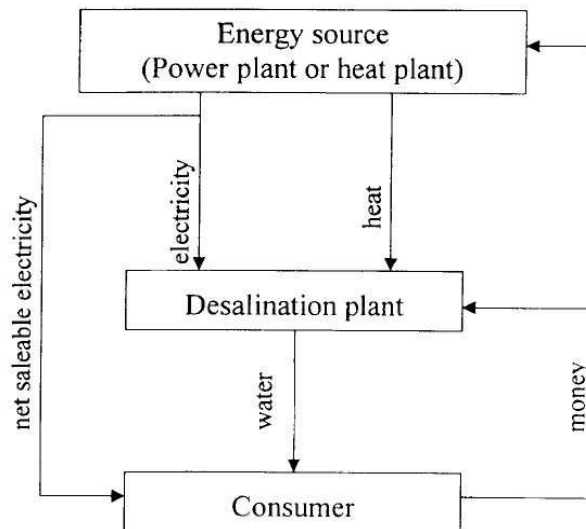 Energy source
(Power plant or heat plant)
net saleable electricity
electricity
heat
Desalination plant
water
money
Consumer